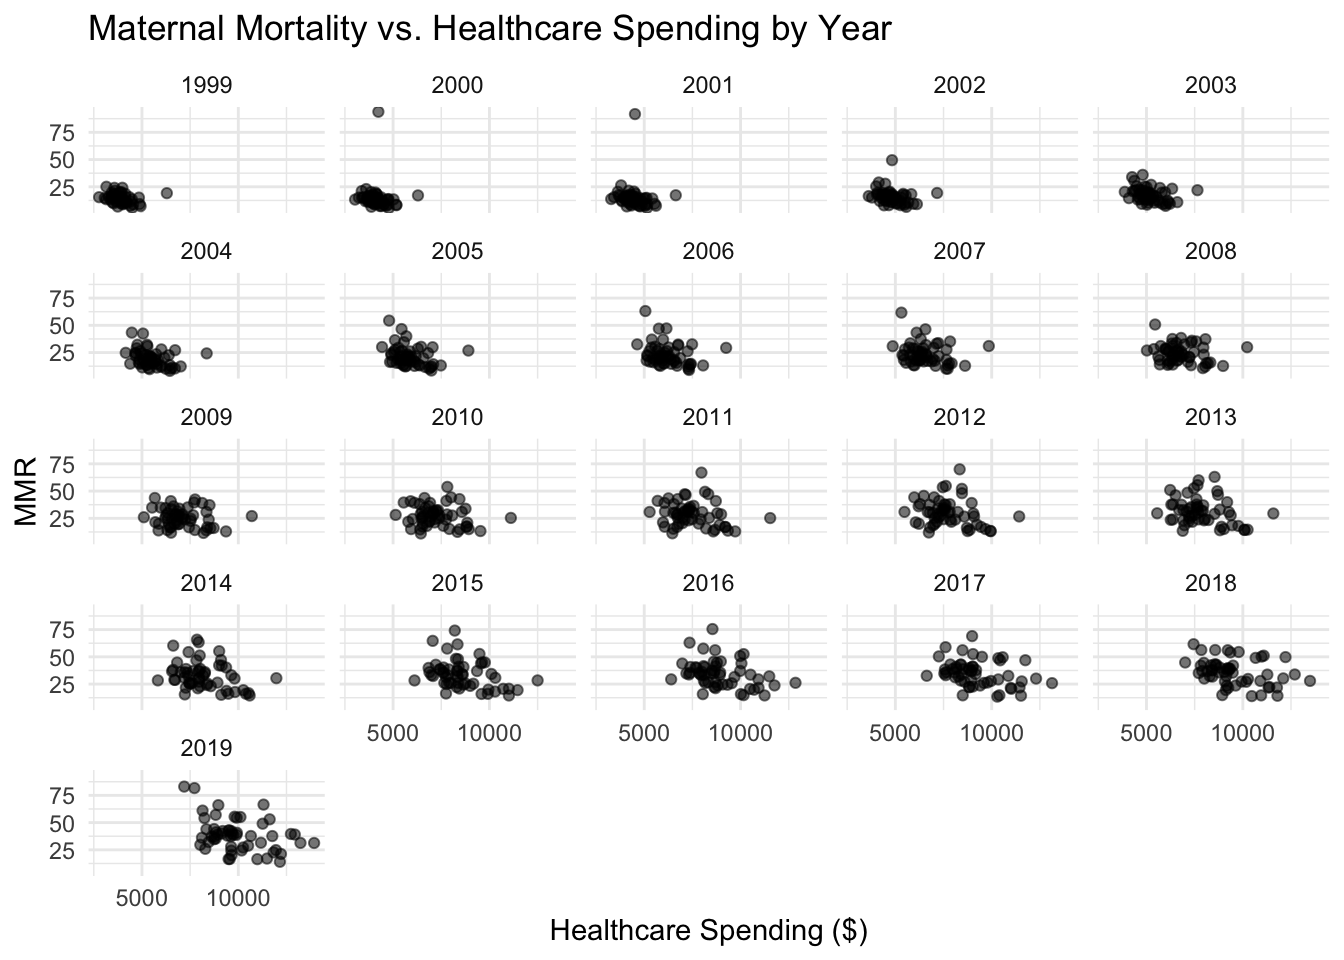 Maternal Mortality vs. Healthcare Spending by Year
1999 2000 2001 2002 2003
75
50
25
2004 2005 2006 2007 2008
75
50
25
2009 2010 2011 2012 2013
75
50
25
MMR
2014 2015 2016 2017 2018
75
50
25
5000 10000 5000 10000 5000 10000 5000 10000
2019
75
50
25
5000 10000
Healthcare Spending ($)